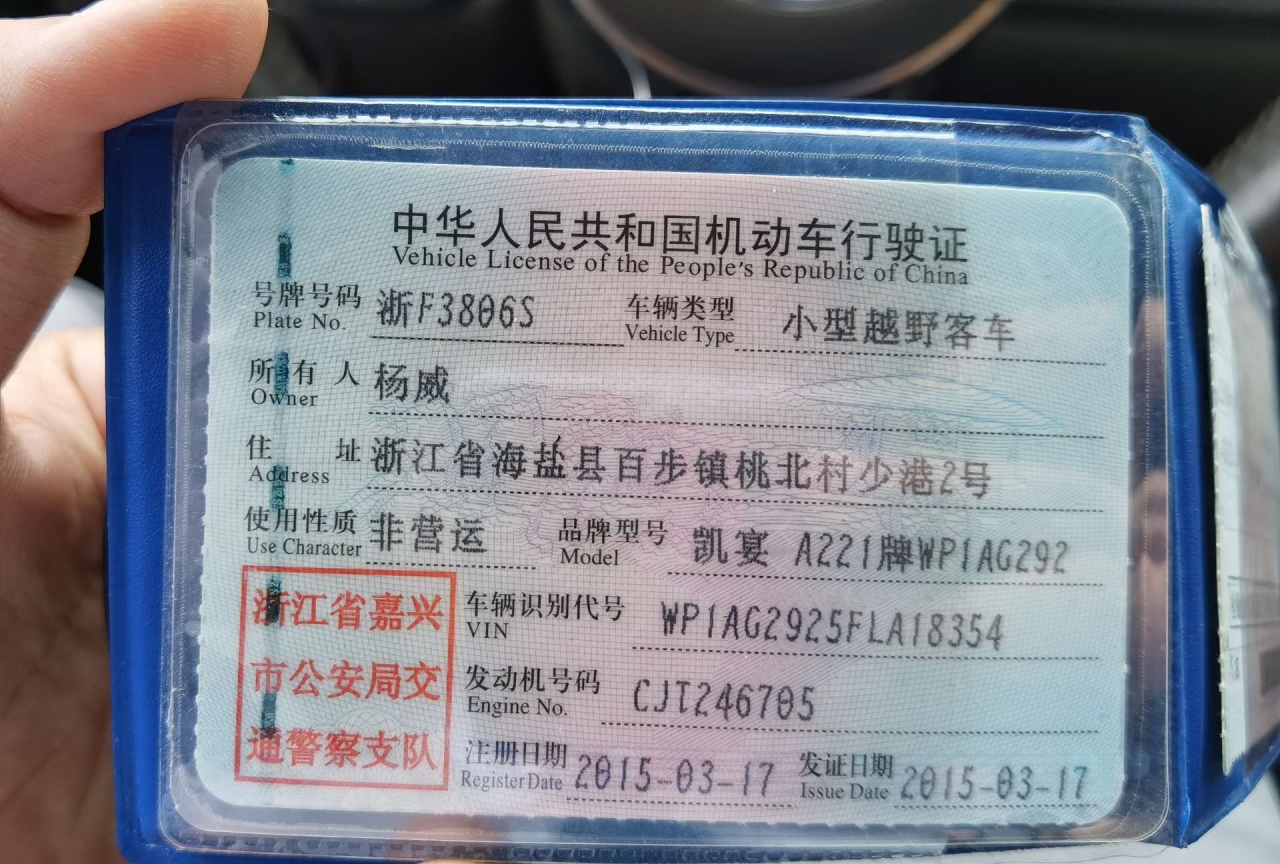 中华人民共和国机动车行驶证
Vehicle License of the People's Republic of China
号牌号码 浙F3806S 车辆类型 小型越野客车
Plate No. Vehicle Type
所有人 杨威
Owner
住址 浙江省海盐县百步镇桃北村少港2号
Address
使用性质 非营运 品牌型号 凯宴 A221牌WP1AG292
Use Character Model
浙江省嘉兴
市公安局交
通警察支队
车辆识别代号 WP1AG2925FLA18354
VIN
发动机号码 CJT246705
Engine No.
注册日期 2015-03-17 发证日期 2015-03-17
Register Date Issue Date